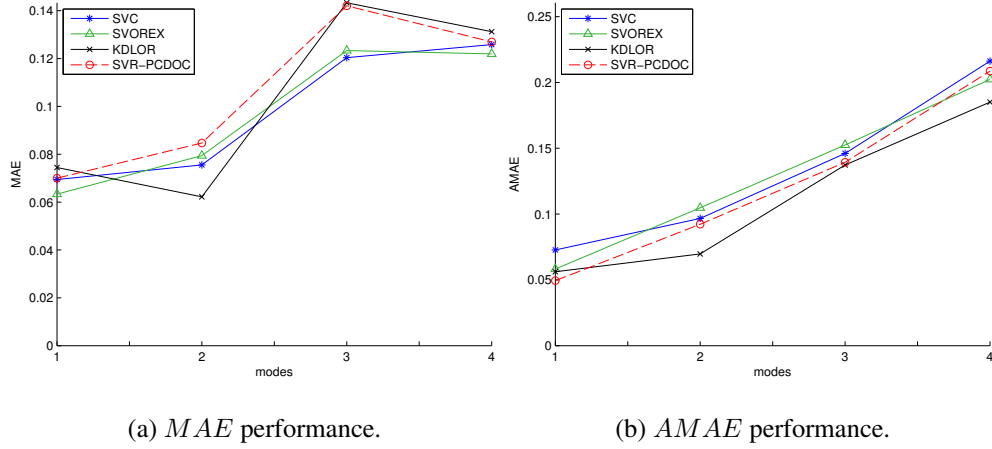 0.14
0.12
0.1
0.08
0.06
0.04
0.02
0
MAE
1
2
3
4
modes
SVC
SVOREX
KDLOR
SVR−PCDOC
(a) MAE performance.
0.25
0.2
0.15
0.1
0.05
0
AMAE
1
2
3
4
modes
SVC
SVOREX
KDLOR
SVR−PCDOC
(b) AMAE performance.